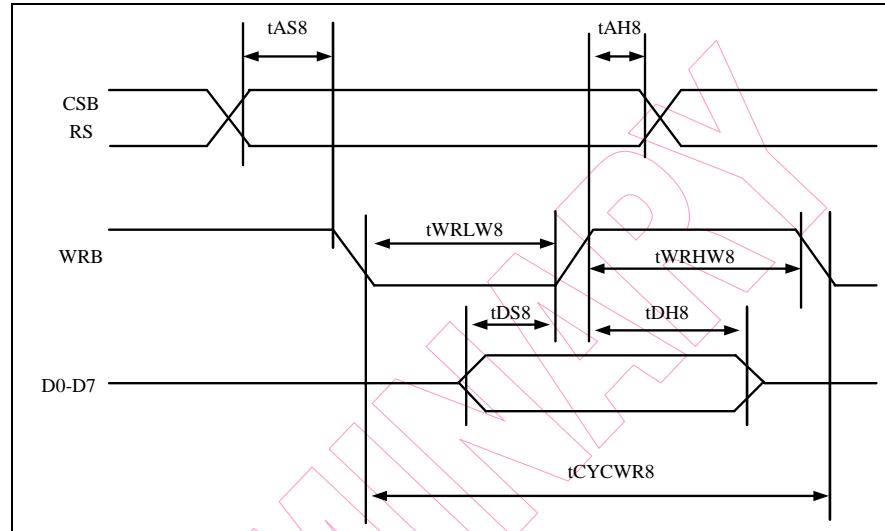 tAS8
tAH8
CSB
RS
tWRLW8
WRB
tWRHW8
tDS8
tDH8
D0-D7
tCYCWR8